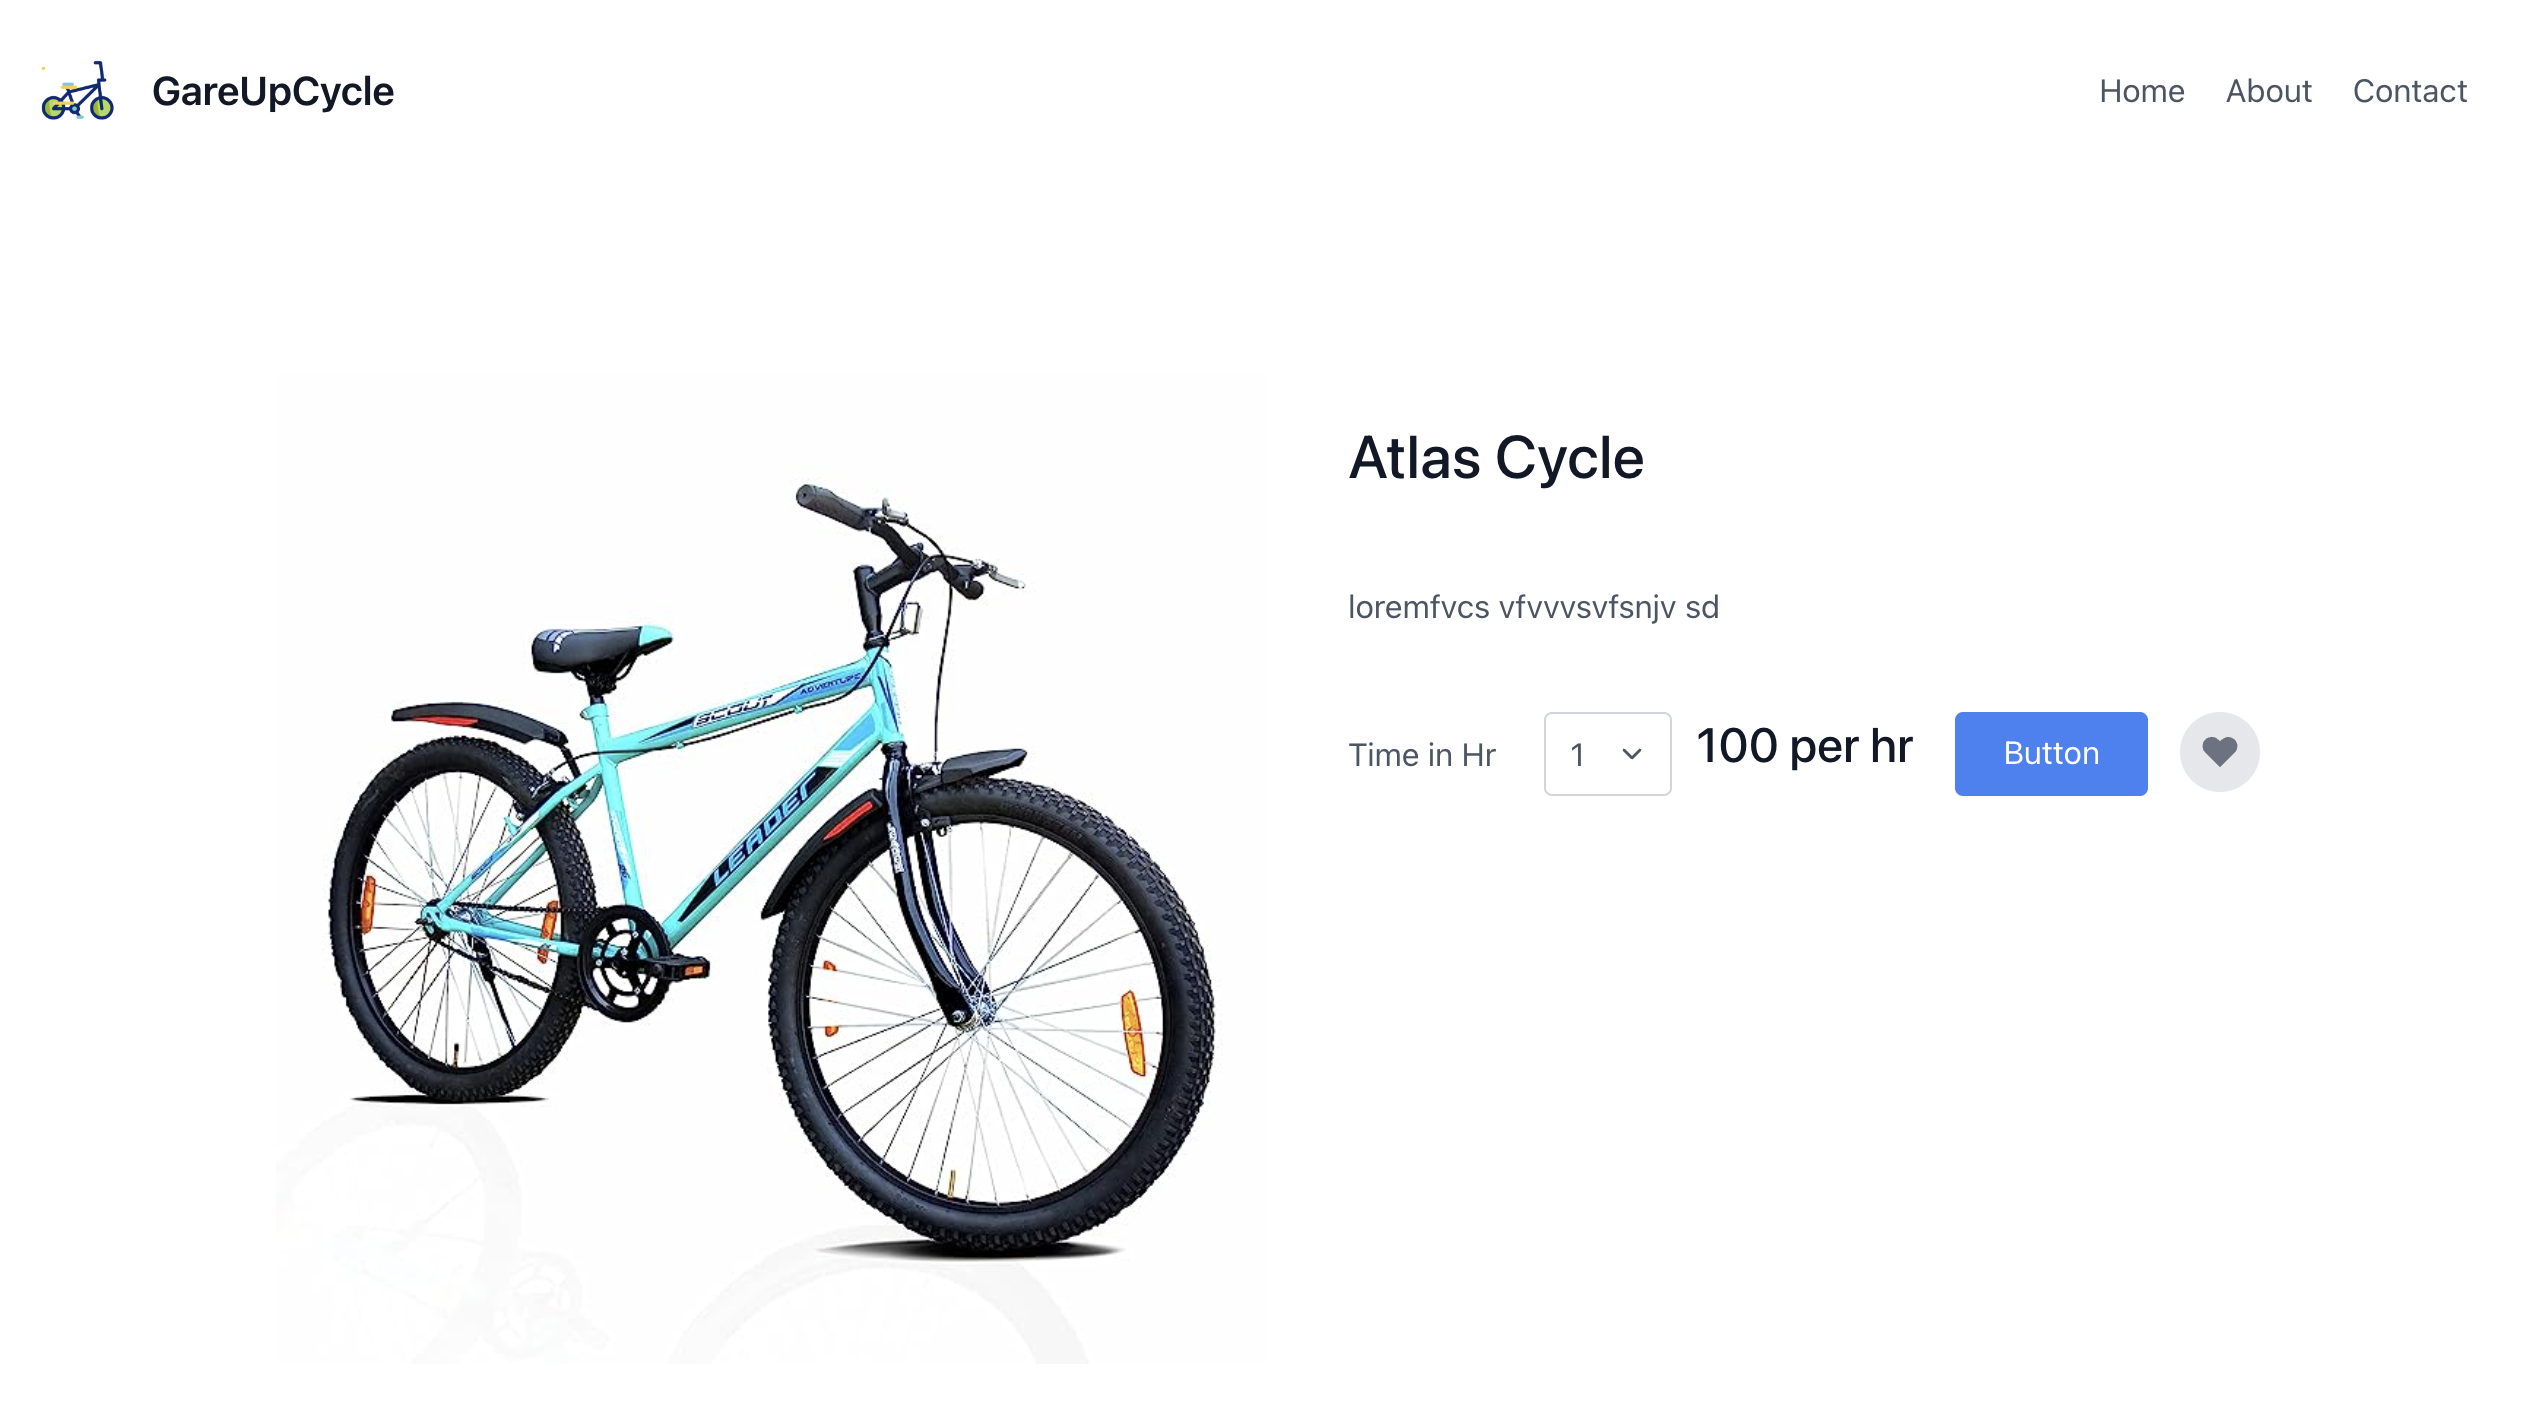 GareUpCycle
Home About Contact
Atlas Cycle
loremfvcs vfvvvsvfsnjv sd
Time in Hr 1 100 per hr Button
SCOUT ADVENTURE
LEADER